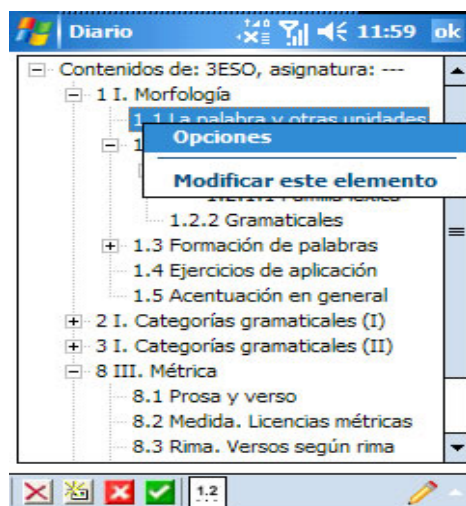 Diario 11:59 ok
Contenidos de: 3ESO, asignatura: ---
1 I. Morfología
1.1 La palabra y otras unidades
Opciones
1
Modificar este elemento
1.2.2 Gramaticales
1.3 Formación de palabras
1.4 Ejercicios de aplicación
1.5 Acentuación en general
2 I. Categorías gramaticales (I)
3 I. Categorías gramaticales (II)
8 III. Métrica
8.1 Prosa y verso
8.2 Medida. Licencias métricas
8.3 Rima. Versos según rima
1.2